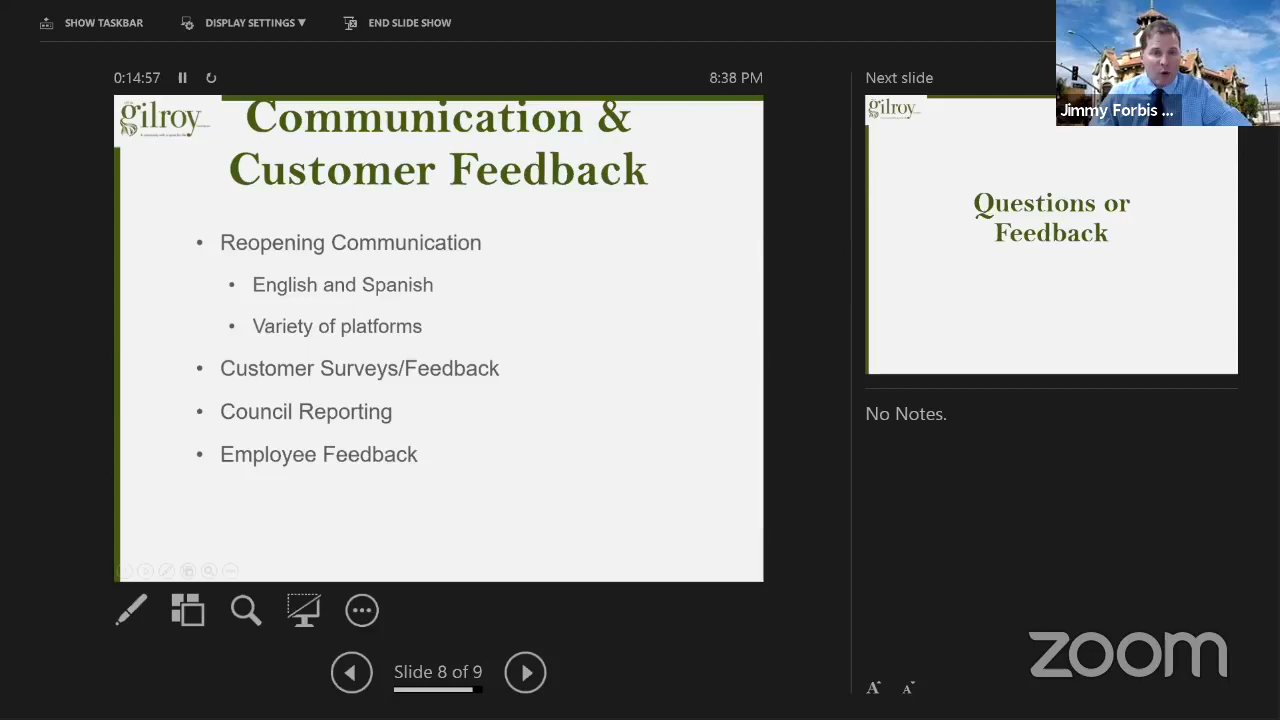 SHOW TASKBAR
DISPLAY SETTINGS ▼
END SLIDE SHOW
0:14:57
8:38 PM
gilroy
Communication &
Customer Feedback
• Reopening Communication
• English and Spanish
• Variety of platforms
• Customer Surveys/Feedback
• Council Reporting
• Employee Feedback
Slide 8 of 9
Next slide
Jimmy Forbis ...
gilroy
Questions or
Feedback
No Notes.
A A
zoom